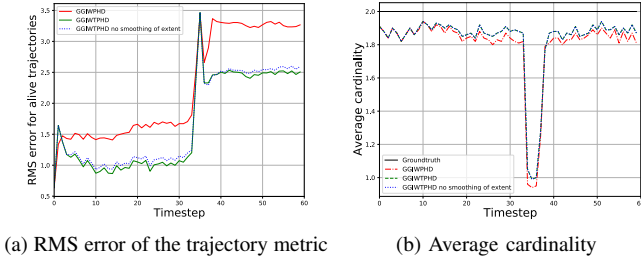 GGIWPHD
GGIWTPHD
GGIWTPHD no smoothing of extent
RMS error for alive trajectories
3.5
3.0
2.5
2.0
1.5
1.0
0.5
0 10 20 30 40 50 60
Timestep
(a) RMS error of the trajectory metric
Average cardinality
2.0
1.8
1.6
1.4
1.2
1.0
Groundtruth
GGIWPHD
GGIWTPHD
GGIWTPHD no smoothing of extent
0 10 20 30 40 50 60
Timestep
(b) Average cardinality